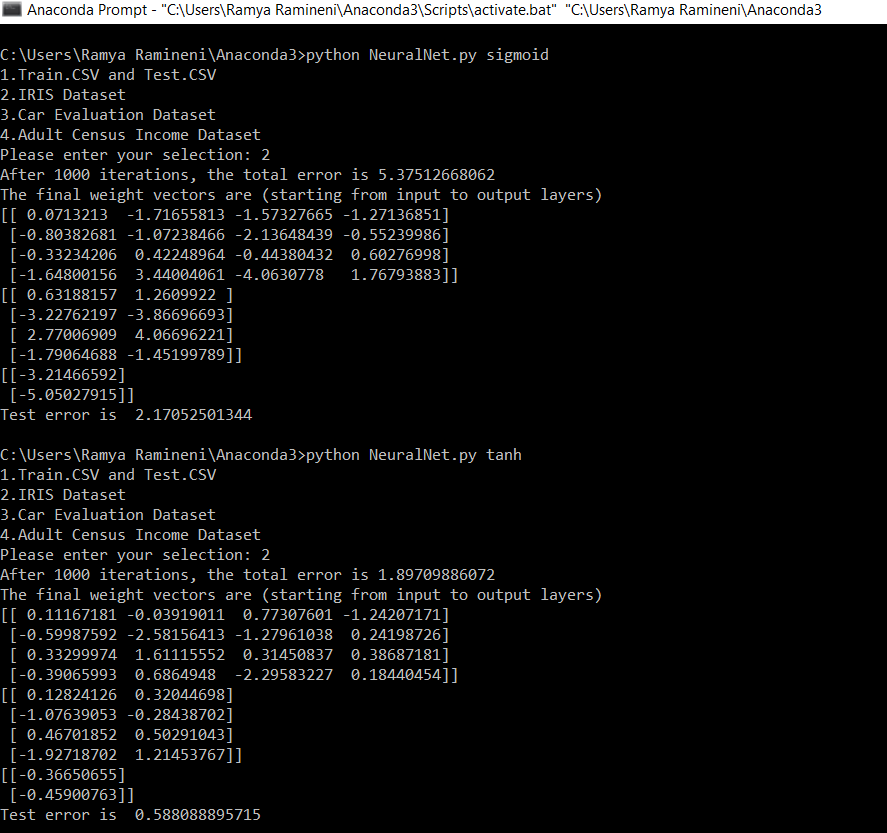 Anaconda Prompt - "C:\Users\Ramya Ramineni\Anaconda3\Scripts\activate.bat"  "C:\Users\Ramya Ramineni\Anaconda3
C:\Users\Ramya Ramineni\Anaconda3>python NeuralNet.py sigmoid
1.Train.CSV and Test.CSV
2.IRIS Dataset
3.Car Evaluation Dataset
4.Adult Census Income Dataset
Please enter your selection: 2
After 1000 iterations, the total error is 5.37512668062
The final weight vectors are (starting from input to output layers)
[[ 0.0713213  -1.71655813 -1.57327665 -1.27136851]
 [-0.80382681 -1.07238466 -2.13648439 -0.55239986]
 [-0.33234206  0.42248964 -0.44380432  0.60276998]
 [-1.64800156  3.44004061 -4.0630778   1.76793883]]
[[ 0.63188157  1.2609922 ]
 [-3.22762197 -3.86696693]
 [ 2.77006909  4.06696221]
 [-1.79064688 -1.45199789]]
[[-3.21466592]
 [-5.05027915]]
Test error is  2.17052501344
C:\Users\Ramya Ramineni\Anaconda3>python NeuralNet.py tanh
1.Train.CSV and Test.CSV
2.IRIS Dataset
3.Car Evaluation Dataset
4.Adult Census Income Dataset
Please enter your selection: 2
After 1000 iterations, the total error is 1.89709886072
The final weight vectors are (starting from input to output layers)
[[ 0.11167181 -0.03919011  0.77307601 -1.24207171]
 [-0.59987592 -2.58156413 -1.27961038  0.24198726]
 [ 0.33299974  1.61115552  0.31450837  0.38687181]
 [-0.39065993  0.6864948  -2.29583227  0.18440454]]
[[ 0.12824126  0.32044698]
 [-1.07639053 -0.28438702]
 [ 0.46701852  0.50291043]
 [-1.92718702  1.21453767]]
[[-0.36650655]
 [-0.45900763]]
Test error is  0.588088895715